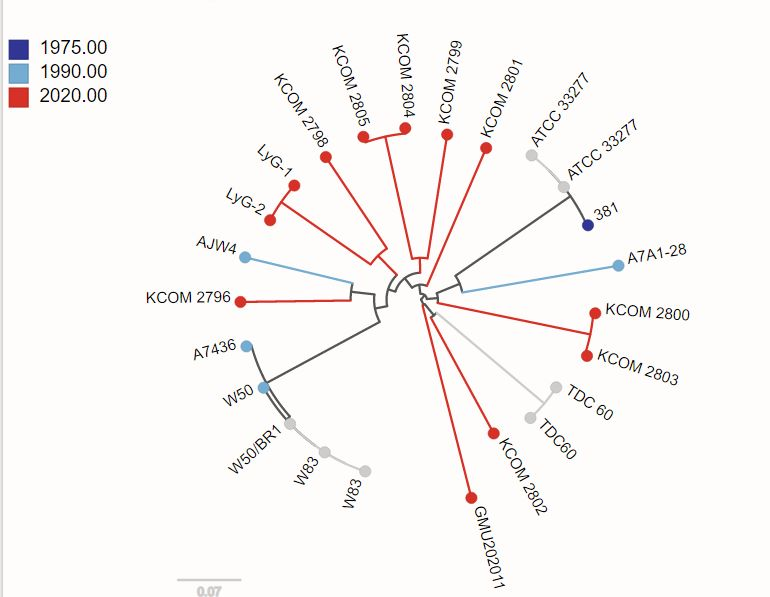 1975.00
1990.00
2020.00
KCOM 2798
KCOM 2805
KCOM 2804
KCOM 2799
KCOM 2801
ATCC 33277
ATCC 33277
381
A7A1-28
KCOM 2800
KCOM 2803
TDC 60
TDC60
KCOM 2802
GMU202011
W83
W83
W50/BR1
W50
A7436
KCOM 2796
AJW4
LyG-2
LyG-1
0.07